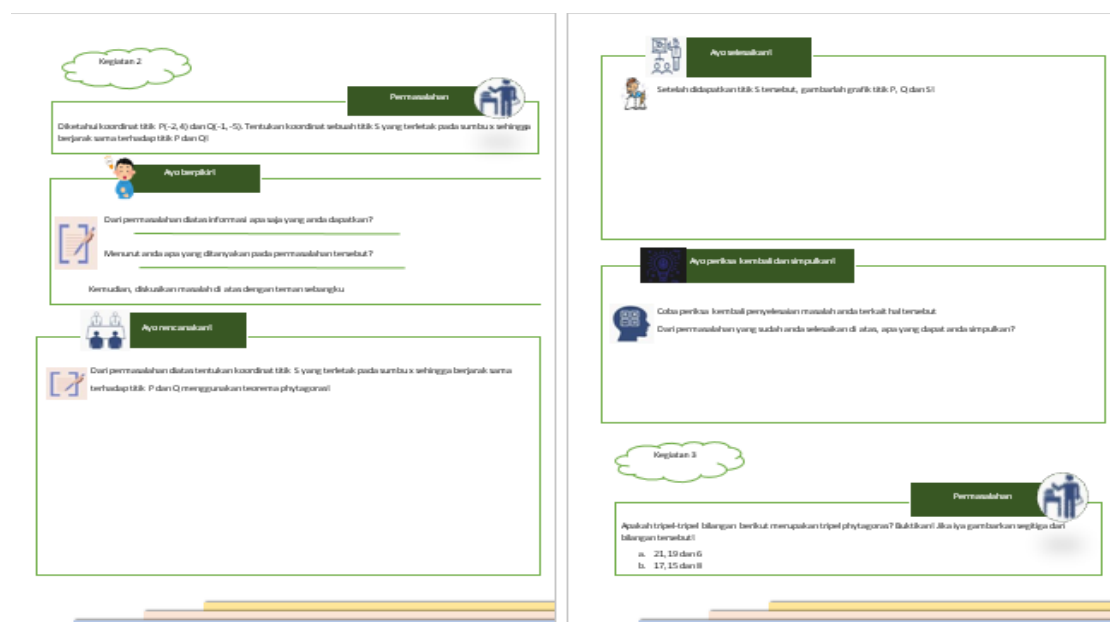 Kegiatan 2
Permasalahan
Diketahui koordinat titik P(-2, 4) dan Q(-1, -5). Tentukan koordinat sebuah titik S yang terletak pada sumbu x sehingga
berjarak sama terhadap titik P dan Q!
Ayo berpikir!
Dari permasalahan diatas informasi apa saja yang anda dapatkan?
Menurut anda apa yang ditanyakan pada permasalahan tersebut?
Kemudian, diskusikan masalah di atas dengan teman sebangku
Ayo rencanakan!
Dari permasalahan diatas tentukan koordinat titik S yang terletak pada sumbu x sehingga berjarak sama
terhadap titik P dan Q menggunakan teorema phytagoras!
Ayo selesaikan!
Setelah didapatkan titik S tersebut, gambarlah grafik titik P, Q dan S!
Ayo periksa kembali dan simpulkan!
Coba periksa kembali penyelesaian masalah anda terkait hal tersebut
Dari permasalahan yang sudah anda selesaikan di atas, apa yang dapat anda simpulkan?
Kegiatan 3
Permasalahan
Apakah tripel-tripel bilangan berikut merupakan tripel phytagoras? Buktikan! Jika iya gambarkan segitiga dari
bilangan tersebut!
a. 21, 19 dan 6
b. 17, 15 dan 8